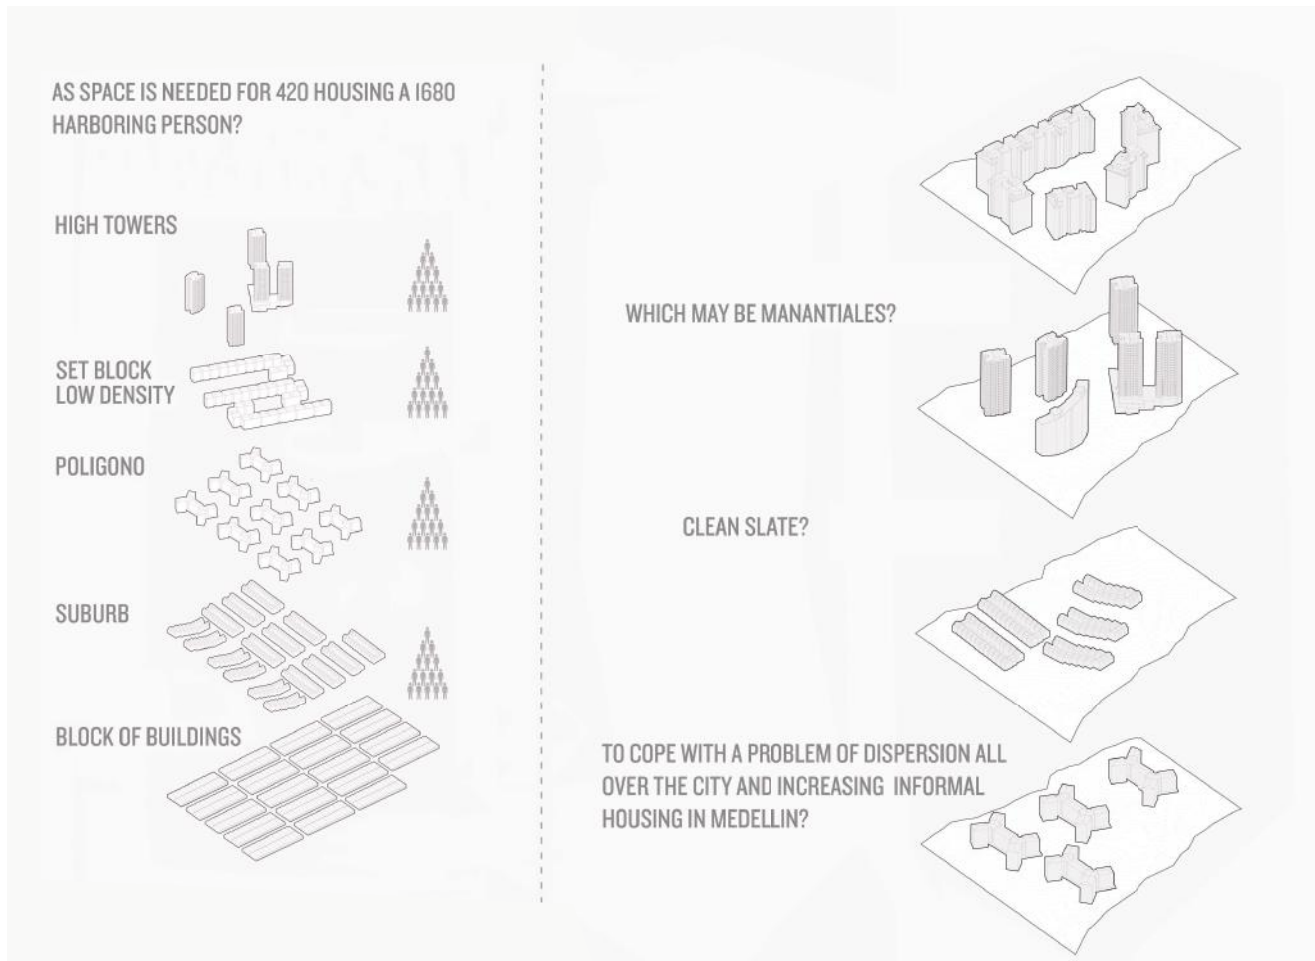 AS SPACE IS NEEDED FOR 420 HOUSING A 1680
HARBORING PERSON?
HIGH TOWERS
SET BLOCK
LOW DENSITY
POLIGONO
SUBURB
BLOCK OF BUILDINGS
WHICH MAY BE MANANTIALES?
CLEAN SLATE?
TO COPE WITH A PROBLEM OF DISPERSION ALL
OVER THE CITY AND INCREASING INFORMAL
HOUSING IN MEDELLIN?